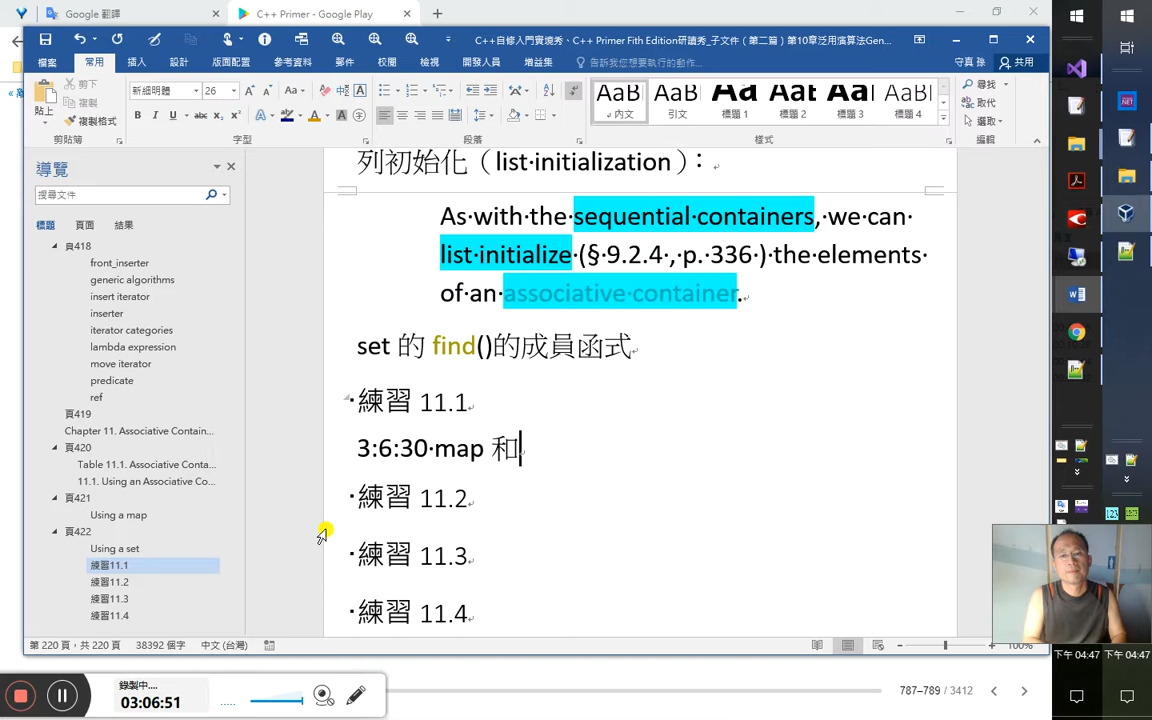 Google 翻譯
C++ Primer - Google Play
C++自修入門實境秀、C++ Primer Fith Edition研讀秀_子文件（第二篇）第10章泛用演算法Gen...
檔案 常用 插入 設計 版面配置 參考資料 郵件 校閱 檢視 開發人員 增益集 告訴我您想要執行的動作... 守真 孫 共用
貼上 剪下 複製 複製格式
新細明體 26
AaBb AaBb AaB AaBb AaB AaBb
內文 引文 標題 1 標題 2 標題 3 標題 4
尋找 取代 選取
剪貼簿 字型 段落 樣式 編輯
導覽
搜尋文件
標題 頁面 結果
頁418
front_inserter
generic algorithms
insert iterator
inserter
iterator categories
lambda expression
move iterator
predicate
ref
頁419
Chapter 11. Associative Contain...
頁420
Table 11.1. Associative Conta...
11.1. Using an Associative Co...
頁421
Using a map
頁422
Using a set
練習11.1
練習11.2
練習11.3
練習11.4
列初始化（list·initialization）：
As·with·the·sequential·containers,·we·can·
list·initialize·(§·9.2.4·,·p.·336·)·the·elements·
of·an·associative·container.
set 的 find()的成員函式
練習 11.1
3:6:30·map 和
練習 11.2
練習 11.3
練習 11.4
第 220 頁，共 220 頁 38392 個字 中文 (台灣) 100%
下午 04:47 下午 04:47
錄製中....
03:06:51
787–789 / 3412